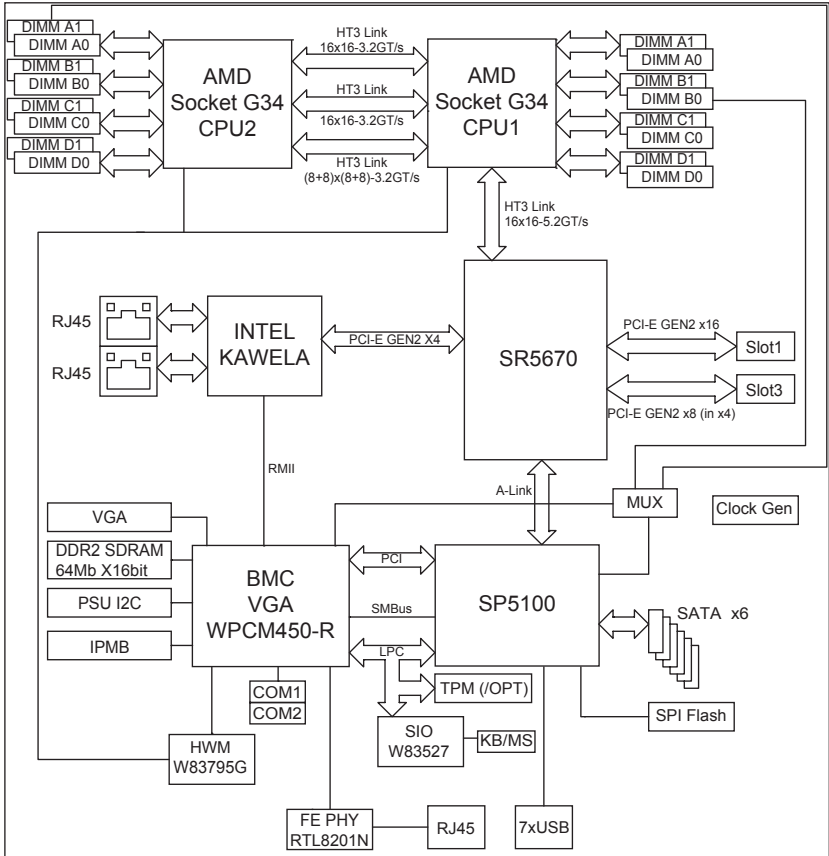 DIMM A1
DIMM A0
DIMM B1
DIMM B0
DIMM C1
DIMM C0
DIMM D1
DIMM D0
AMD
Socket G34
CPU2
HT3 Link
16x16-3.2GT/s
HT3 Link
16x16-3.2GT/s
HT3 Link
(8+8)x(8+8)-3.2GT/s
AMD
Socket G34
CPU1
DIMM A1
DIMM A0
DIMM B1
DIMM B0
DIMM C1
DIMM C0
DIMM D1
DIMM D0
HT3 Link
16x16-5.2GT/s
RJ45
RJ45
INTEL
KAWELA
PCI-E GEN2 X4
SR5670
PCI-E GEN2 x16
Slot1
Slot3
PCI-E GEN2 x8 (in x4)
RMII
A-Link
MUX
Clock Gen
VGA
DDR2 SDRAM
64Mb X16bit
PSU I2C
IPMB
BMC
VGA
WPCM450-R
PCI
SMBus
LPC
SP5100
SATA x6
COM1
COM2
TPM (/OPT)
SPI Flash
HWM
W83795G
SIO
W83527
KB/MS
FE PHY
RTL8201N
RJ45
7xUSB